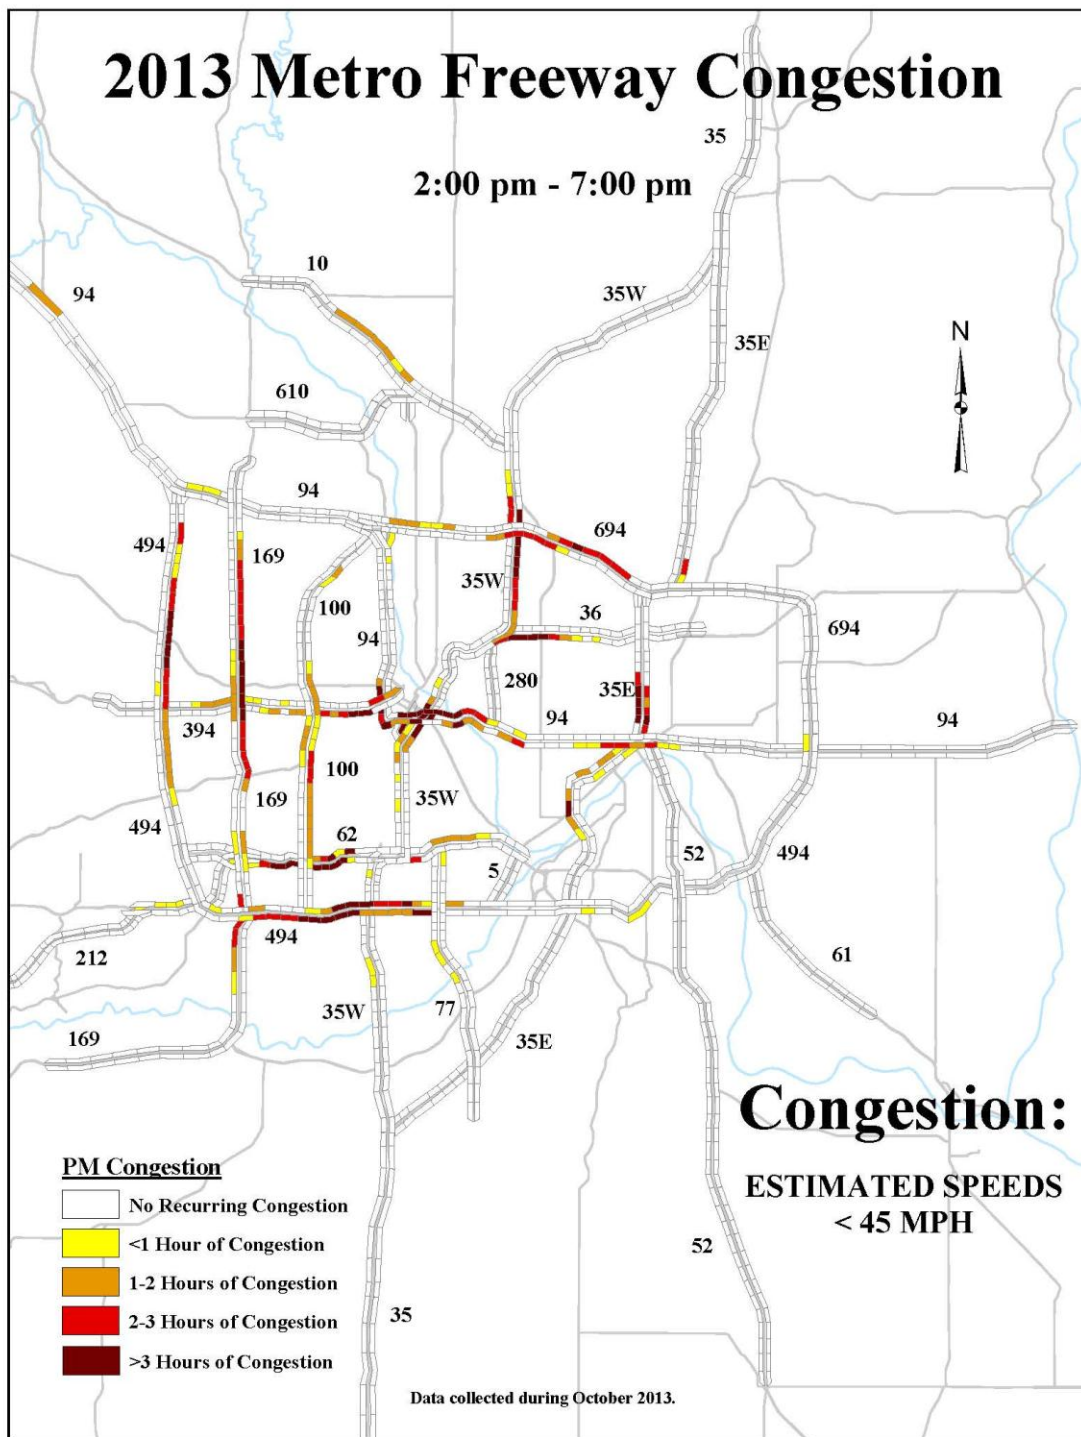 2013 Metro Freeway Congestion
35
2:00 pm - 7:00 pm
10
94
35W
35E
N
610
94
494
169
694
35W
100
36
94
694
280
35E
394
94
94
100
169
35W
494
62
52
494
5
494
212
61
35W
77
169
35E
Congestion:
PM Congestion
ESTIMATED SPEEDS
< 45 MPH
No Recurring Congestion
<1 Hour of Congestion
52
1-2 Hours of Congestion
2-3 Hours of Congestion
35
>3 Hours of Congestion
Data collected during October 2013.